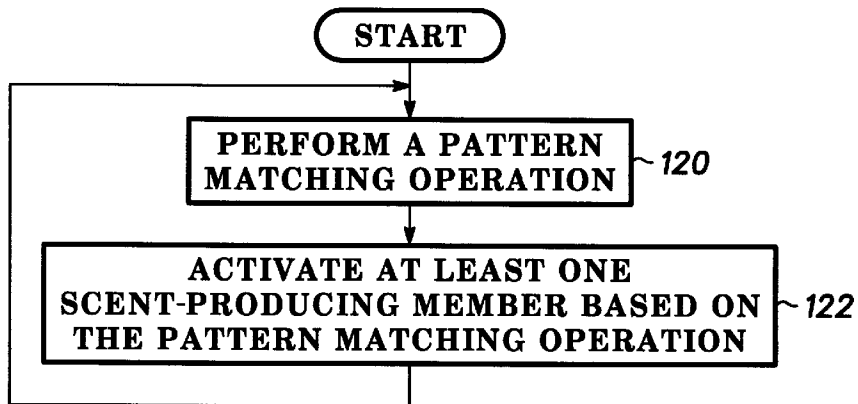 START
PERFORM A PATTERN
MATCHING OPERATION
120
ACTIVATE AT LEAST ONE
SCENT-PRODUCING MEMBER BASED ON
THE PATTERN MATCHING OPERATION
122